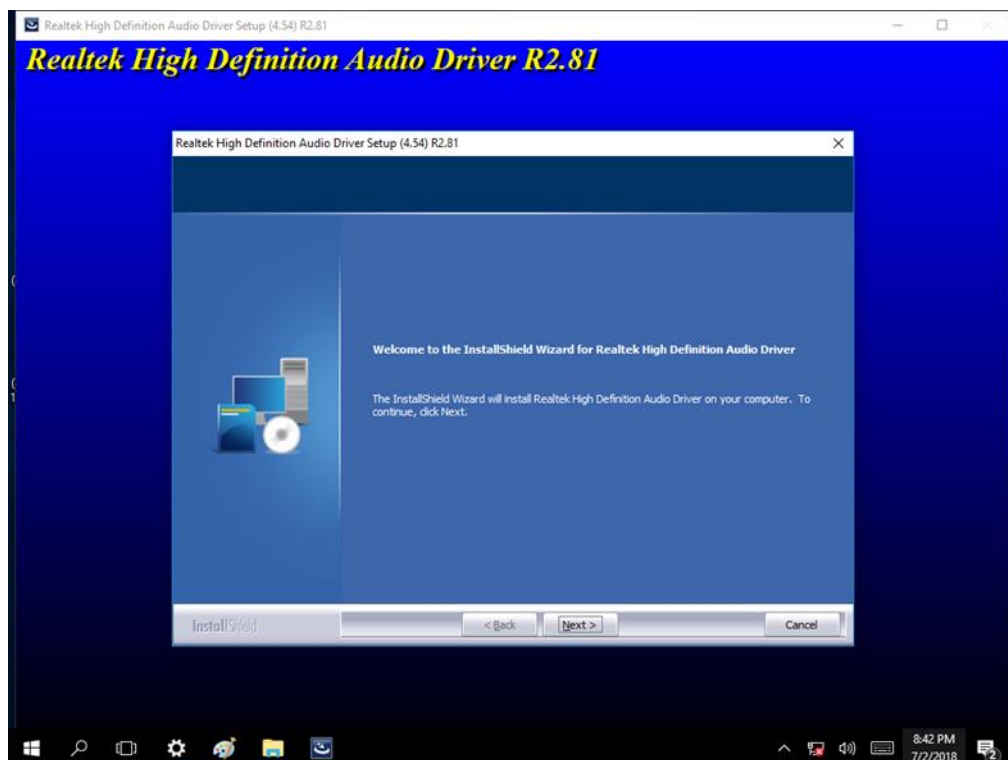 Realtek High Definition Audio Driver Setup (4.54) R2.81
Realtek High Definition Audio Driver R2.81
Realtek High Definition Audio Driver Setup (4.54) R2.81
Welcome to the InstallShield Wizard for Realtek High Definition Audio Driver
The InstallShield Wizard will install Realtek High Definition Audio Driver on your computer. To
continue, click Next.
InstallShield
< Back
Next >
Cancel
8:42 PM
7/2/2018
2